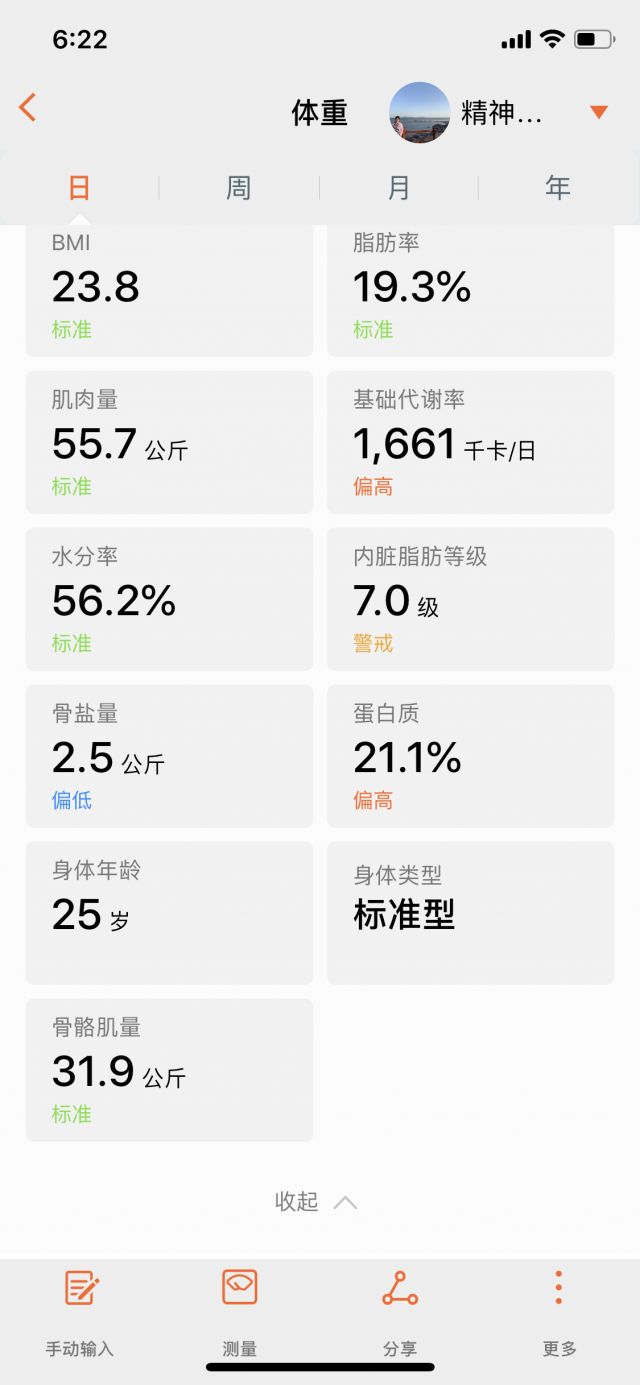 6:22
体重 精神...
日 周 月 年
BMI 脂肪率
23.8 19.3%
标准 标准
肌肉量 基础代谢率
55.7 公斤 1,661 千卡/日
标准 偏高
水分率 内脏脂肪等级
56.2% 7.0 级
标准 警戒
骨盐量 蛋白质
2.5 公斤 21.1%
偏低 偏高
身体年龄 身体类型
25 岁 标准型
骨骼肌量
31.9 公斤
标准
收起
手动输入 测量 分享 更多